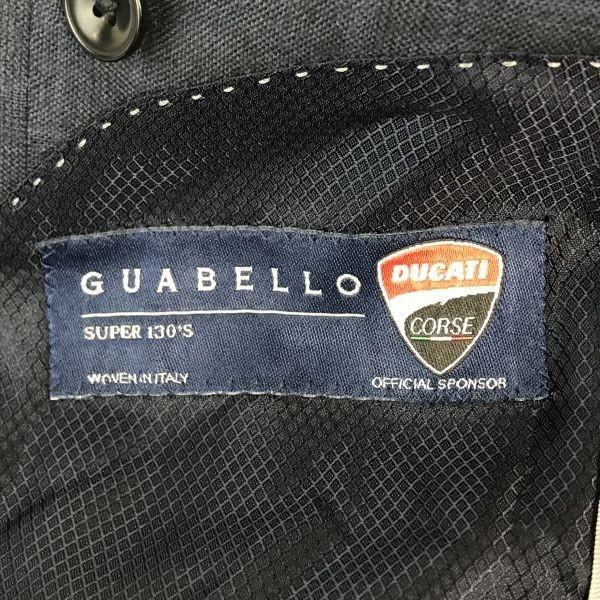 GUABELLO
SUPER 130'S
WOVEN IN ITALY
DUCATI
CORSE
OFFICIAL SPONSOR